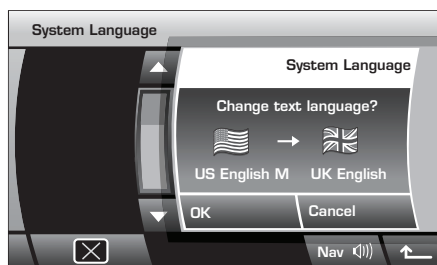 System Language
System Language
Change text language?
US English M UK English
OK Cancel
Nav